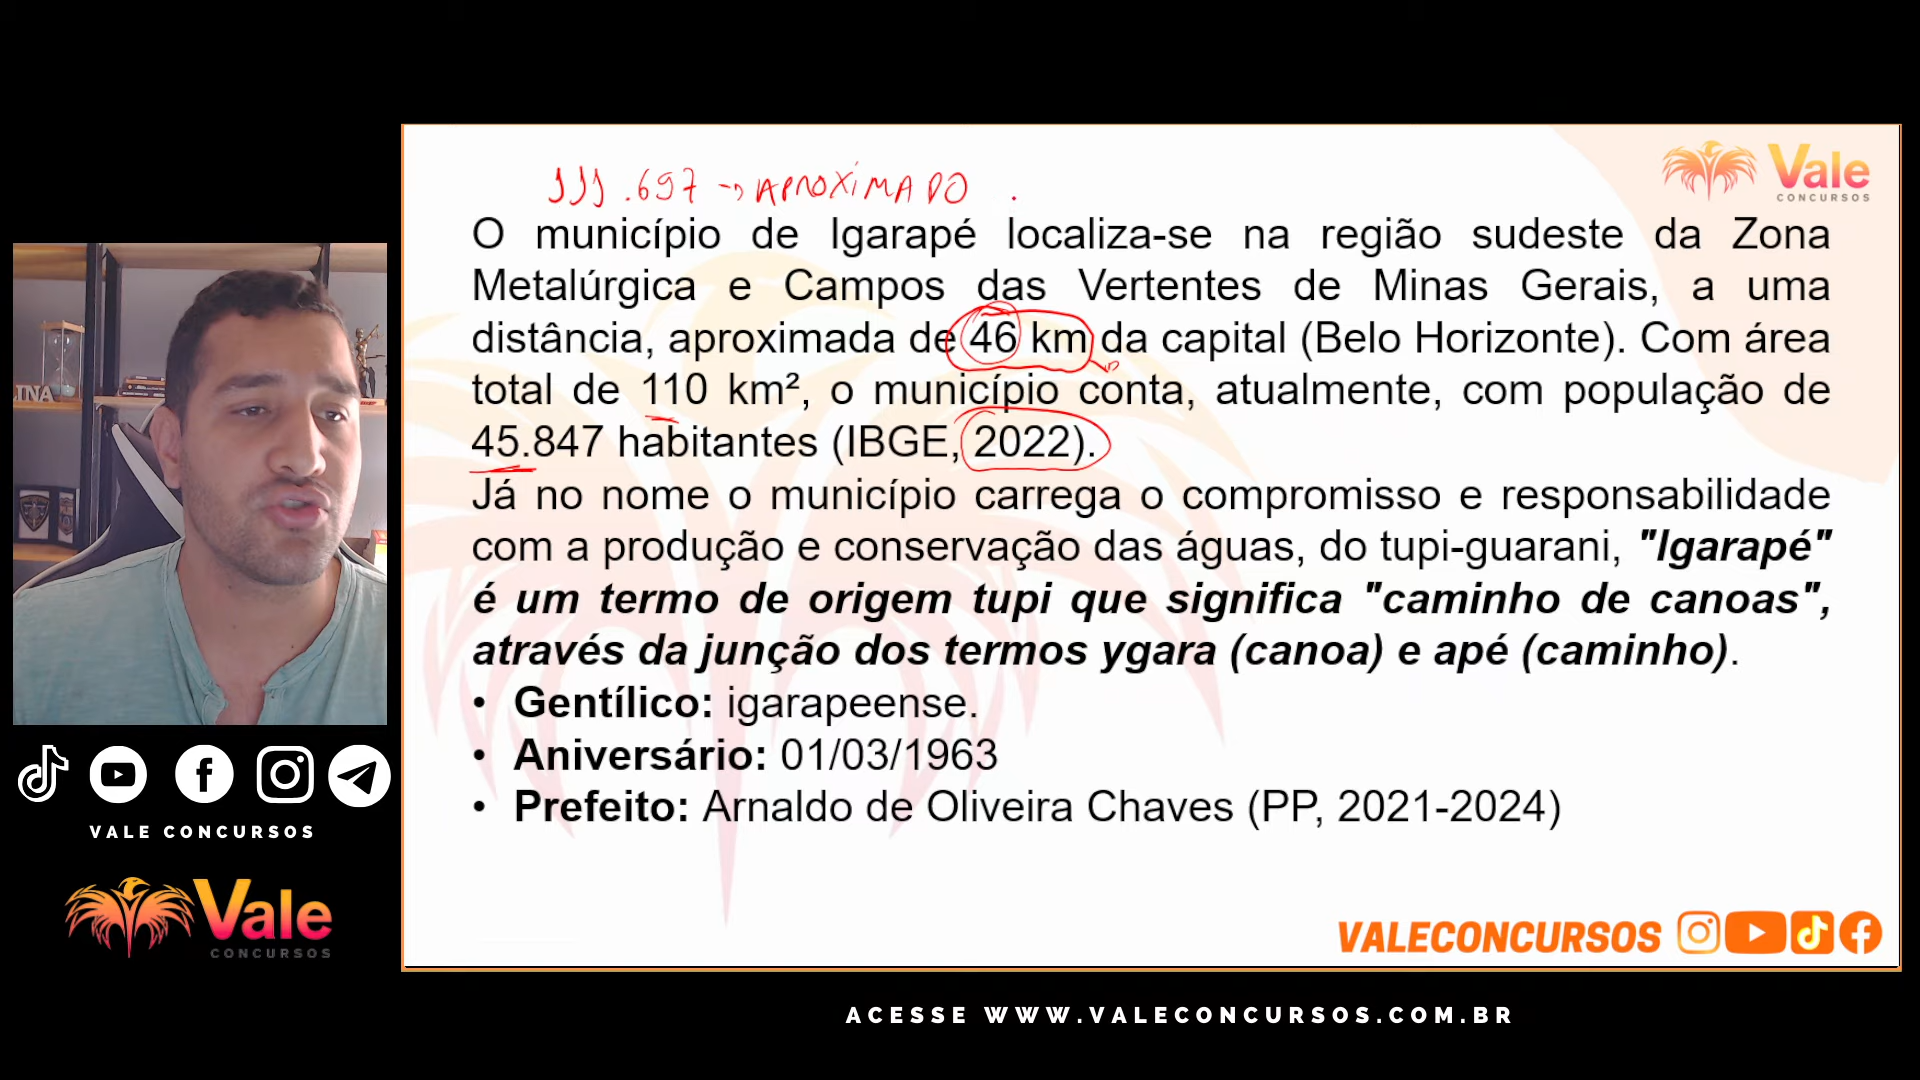 JJJ.697 → APROXIMADO
Vale
CONCURSOS
O município de Igarapé localiza-se na região sudeste da Zona
Metalúrgica e Campos das Vertentes de Minas Gerais, a uma
distância, aproximada de 46 km da capital (Belo Horizonte). Com área
total de 110 km², o município conta, atualmente, com população de
45.847 habitantes (IBGE, 2022).
Já no nome o município carrega o compromisso e responsabilidade
com a produção e conservação das águas, do tupi-guarani, "Igarapé"
é um termo de origem tupi que significa "caminho de canoas",
através da junção dos termos ygara (canoa) e apé (caminho).
• Gentílico: igarapeense.
• Aniversário: 01/03/1963
• Prefeito: Arnaldo de Oliveira Chaves (PP, 2021-2024)
VALECONCURSOS
INA
VALE CONCURSOS
Vale
CONCURSOS
ACESSE WWW.VALECONCURSOS.COM.BR